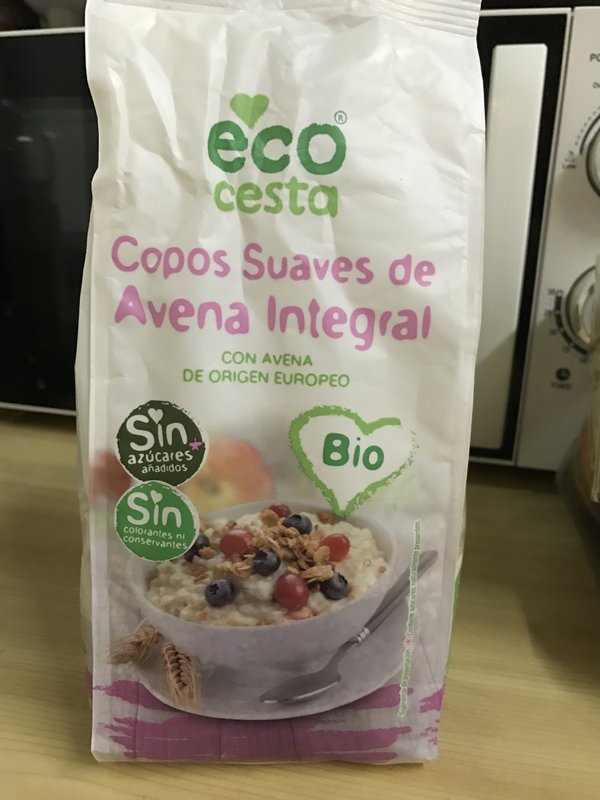 eco®
cesta
Copos Suaves de
Avena Integral
CON AVENA
DE ORIGEN EUROPEO
Sin
azúcares
añadidos
Bio
Sin
colorantes ni
conservantes